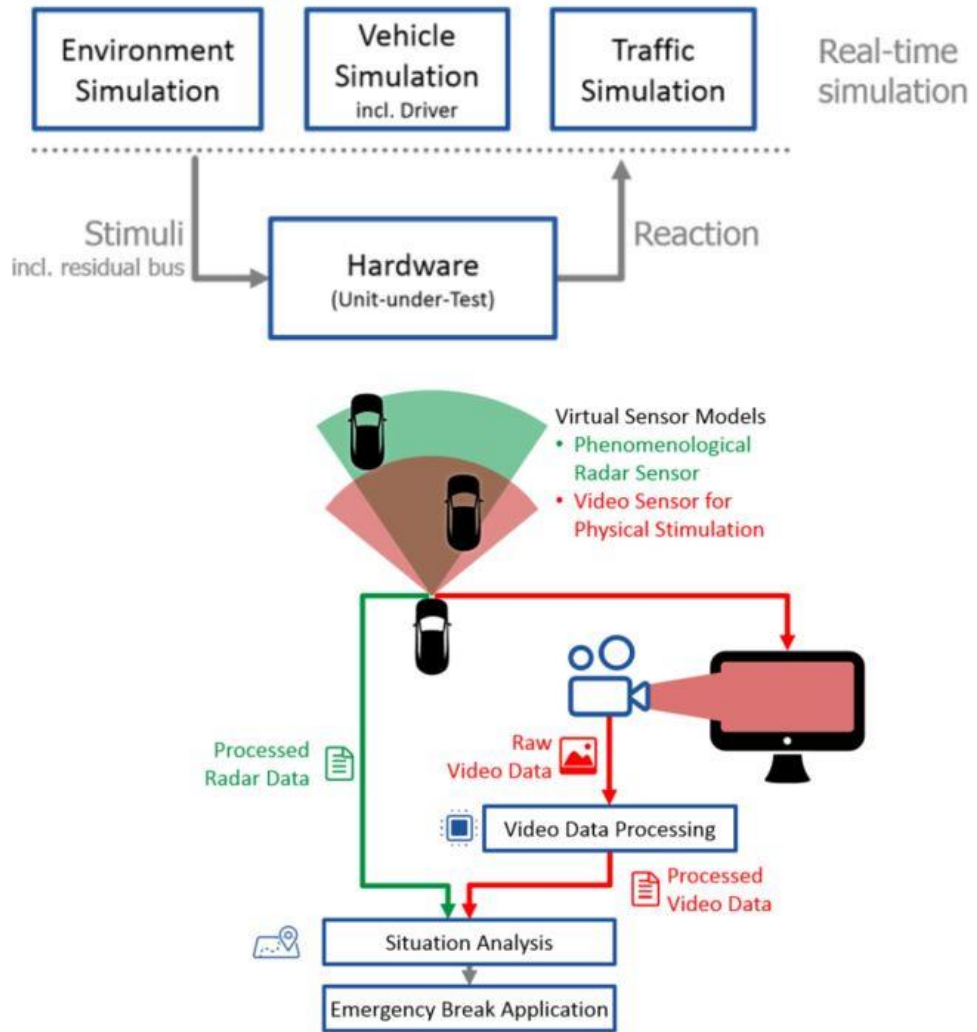 Environment
Simulation
Vehicle
Simulation
incl. Driver
Traffic
Simulation
Real-time
simulation
Stimuli
incl. residual bus
Hardware
(Unit-under-Test)
Reaction
Virtual Sensor Models
• Phenomenological
Radar Sensor
• Video Sensor for
Physical Stimulation
Processed
Radar Data
Raw
Video Data
Video Data Processing
Processed
Video Data
Situation Analysis
Emergency Break Application